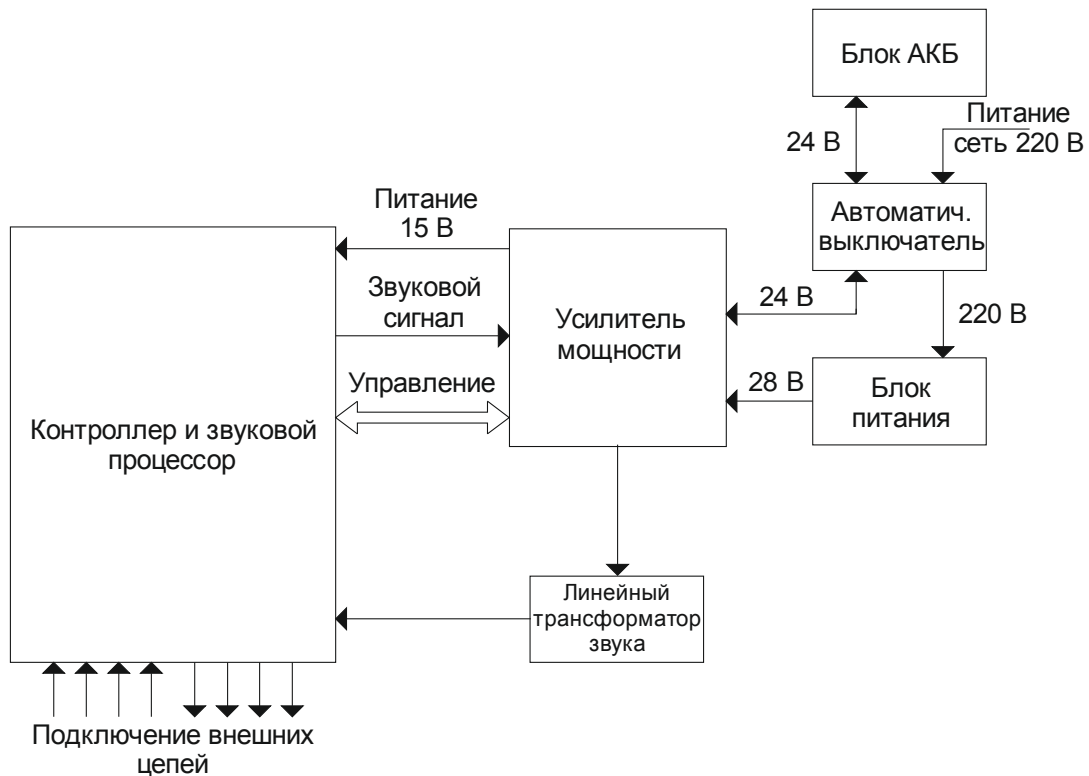 Блок АКБ
Питание
сеть 220 В
24 В
Автоматич.
выключатель
Питание
15 В
Звуковой
сигнал
Управление
Усилитель
мощности
24 В
220 В
28 В
Блок
питания
Контроллер и звуковой
процессор
Линейный
трансформатор
звука
Подключение внешних
цепей